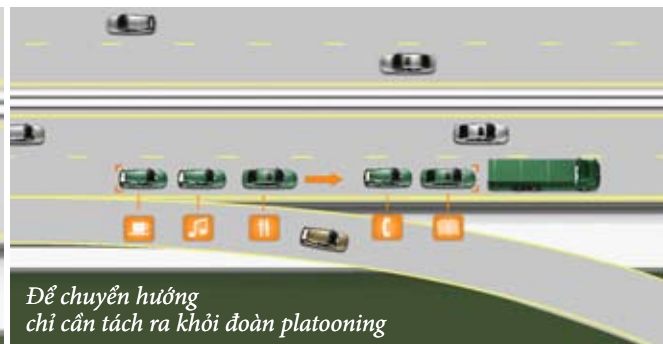 Để chuyển hướng
chỉ cần tách ra khỏi đoàn platooning